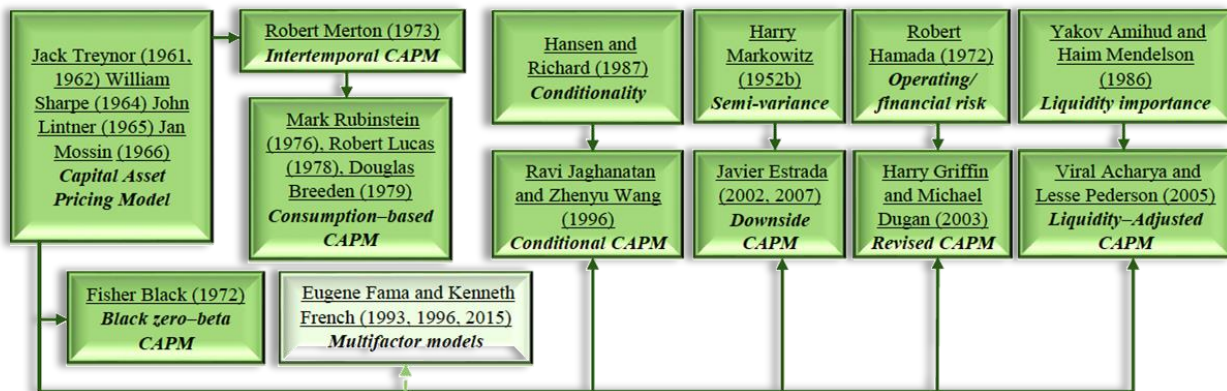 Jack Treynor (1961,
1962) William
Sharpe (1964) John
Lintner (1965) Jan
Mossin (1966)
Capital Asset
Pricing Model
Robert Merton (1973)
Intertemporal CAPM
Mark Rubinstein
(1976), Robert Lucas
(1978), Douglas
Breeden (1979)
Consumption–based
CAPM
Hansen and
Richard (1987)
Conditionality
Harry
Markowitz
(1952b)
Semi-variance
Robert
Hamada (1972)
Operating/
financial risk
Yakov Amihud and
Haim Mendelson
(1986)
Liquidity importance
Ravi Jaghanatan
and Zhenyu Wang
(1996)
Conditional CAPM
Javier Estrada
(2002, 2007)
Downside
CAPM
Harry Griffin
and Michael
Dugan (2003)
Revised CAPM
Viral Acharya and
Lesse Pederson (2005)
Liquidity–Adjusted
CAPM
Fisher Black (1972)
Black zero–beta
CAPM
Eugene Fama and Kenneth
French (1993, 1996, 2015)
Multifactor models